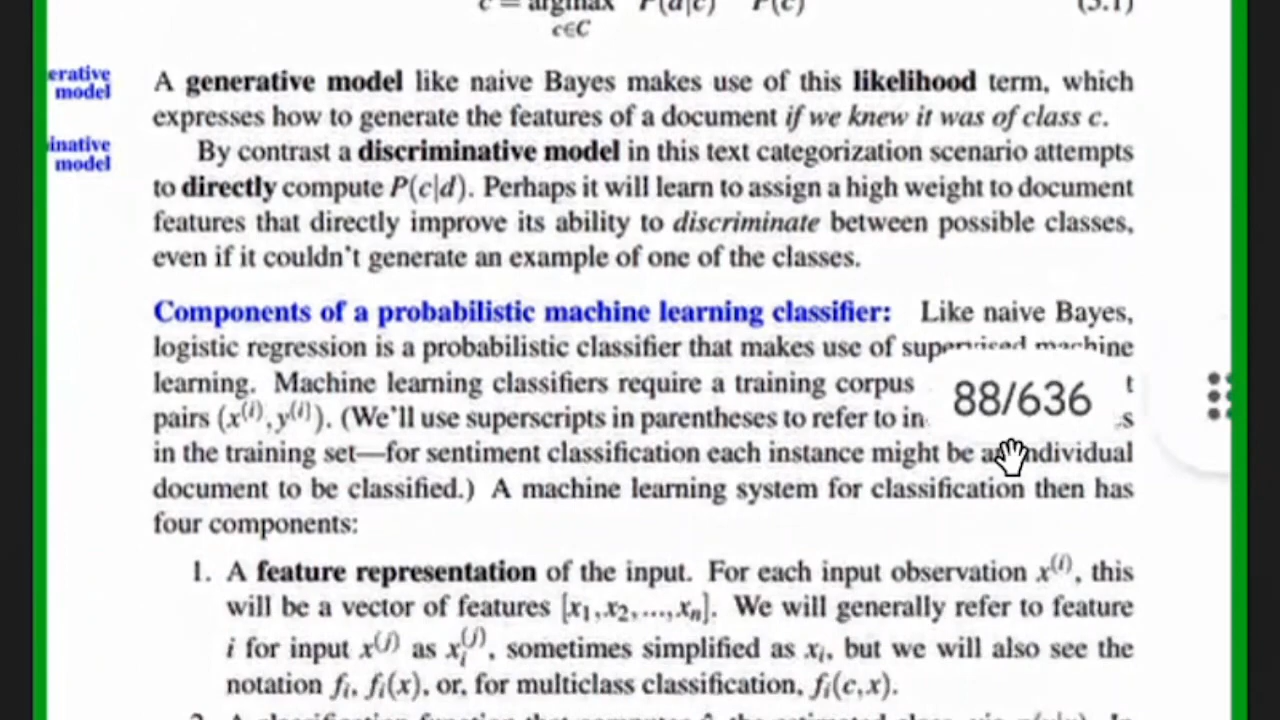 ĉ = argmax P(d|c) P(c) (5.1)
c∈C
erative
model
A generative model like naive Bayes makes use of this likelihood term, which
expresses how to generate the features of a document if we knew it was of class c.
inative
model
By contrast a discriminative model in this text categorization scenario attempts
to directly compute P(c|d). Perhaps it will learn to assign a high weight to document
features that directly improve its ability to discriminate between possible classes,
even if it couldn't generate an example of one of the classes.
Components of a probabilistic machine learning classifier: Like naive Bayes,
logistic regression is a probabilistic classifier that makes use of supervised machine
learning. Machine learning classifiers require a training corpus t
pairs (x⁽ⁱ⁾, y⁽ⁱ⁾). (We'll use superscripts in parentheses to refer to in s
88/636
in the training set—for sentiment classification each instance might be an individual
document to be classified.) A machine learning system for classification then has
four components:
1. A feature representation of the input. For each input observation x⁽ⁱ⁾, this
will be a vector of features [x₁, x₂, ..., xₙ]. We will generally refer to feature
i for input x⁽ʲ⁾ as xᵢ⁽ʲ⁾, sometimes simplified as xᵢ, but we will also see the
notation fᵢ, fᵢ(x), or, for multiclass classification, fᵢ(c, x).